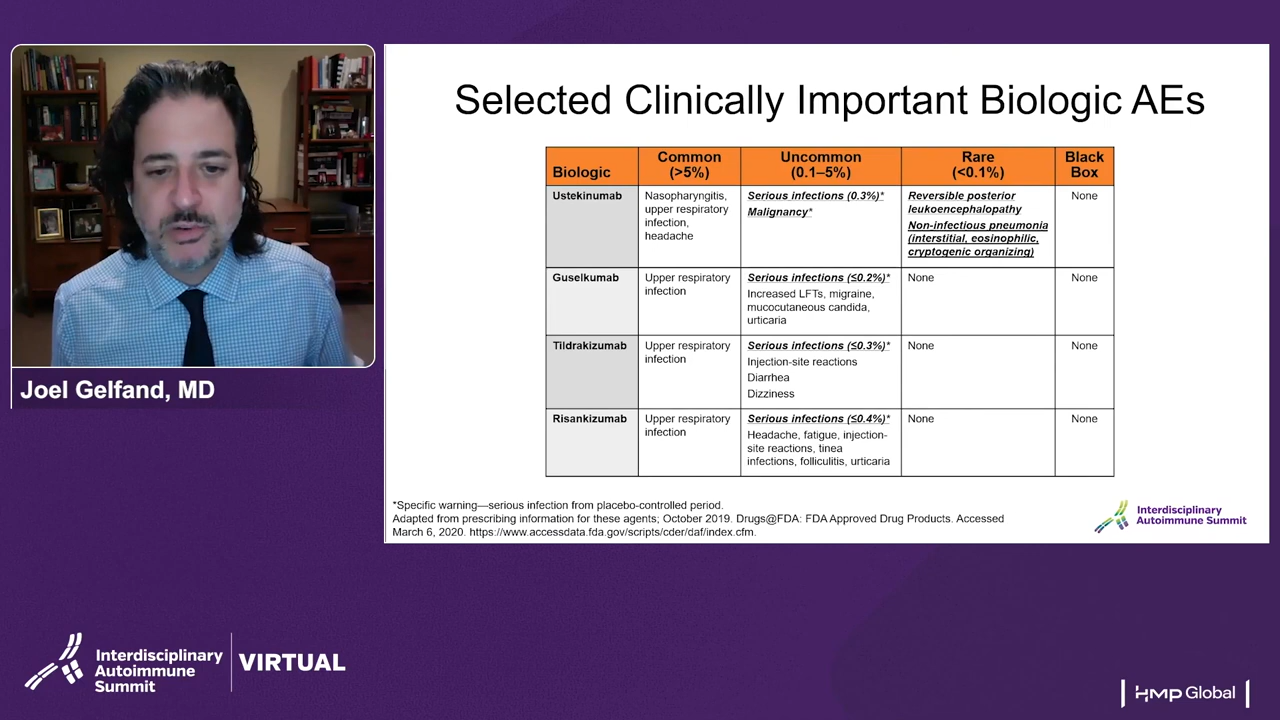 Joel Gelfand, MD
Selected Clinically Important Biologic AEs
Biologic
Common
(>5%)
Uncommon
(0.1–5%)
Rare
(<0.1%)
Black
Box
Ustekinumab
Nasopharyngitis,
upper respiratory
infection,
headache
Serious infections (0.3%)*
Malignancy*
Reversible posterior
leukoencephalopathy
Non-infectious pneumonia
(interstitial, eosinophilic,
cryptogenic organizing)
None
Guselkumab
Upper respiratory
infection
Serious infections (≤0.2%)*
Increased LFTs, migraine,
mucocutaneous candida,
urticaria
None
None
Tildrakizumab
Upper respiratory
infection
Serious infections (≤0.3%)*
Injection-site reactions
Diarrhea
Dizziness
None
None
Risankizumab
Upper respiratory
infection
Serious infections (≤0.4%)*
Headache, fatigue, injection-
site reactions, tinea
infections, folliculitis, urticaria
None
None
*Specific warning—serious infection from placebo-controlled period.
Adapted from prescribing information for these agents; October 2019. Drugs@FDA: FDA Approved Drug Products. Accessed
March 6, 2020. https://www.accessdata.fda.gov/scripts/cder/daf/index.cfm.
Interdisciplinary
Autoimmune Summit
Interdisciplinary
Autoimmune
Summit
VIRTUAL
HMP Global